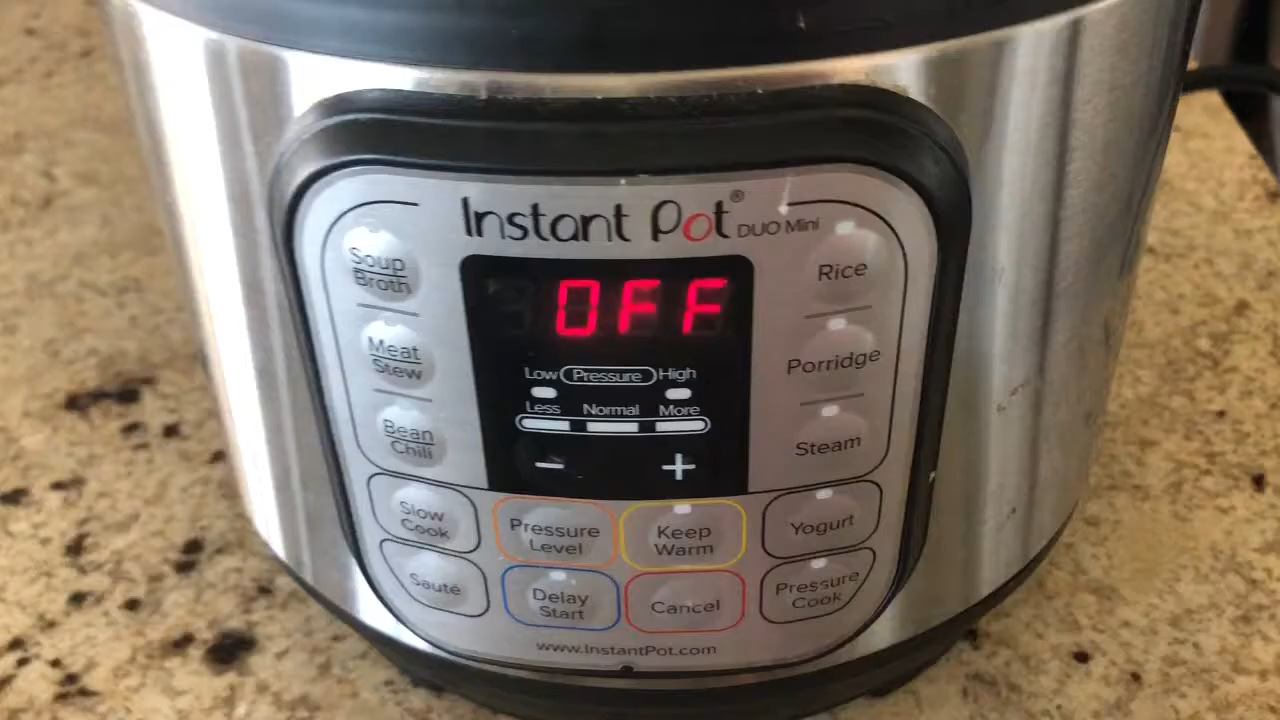 Instant Pot® DUO Mini
Soup
Broth
Meat
Stew
Bean
Chili
OFF
Low Pressure High
Less Normal More
− +
Rice
Porridge
Steam
Slow
Cook
Pressure
Level
Keep
Warm
Yogurt
Sauté
Delay
Start
Cancel
Pressure
Cook
www.InstantPot.com